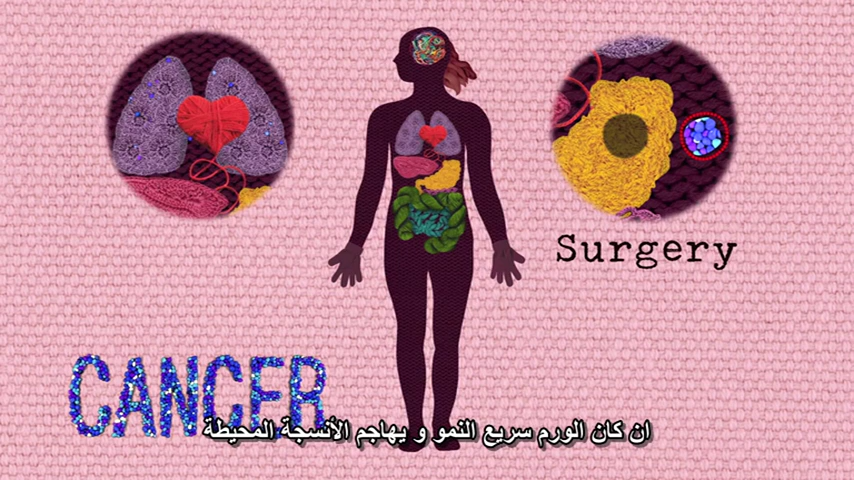 Surgery
CANCER
ان كان الورم سريع النمو و يهاجم الأنسجة المحيطة